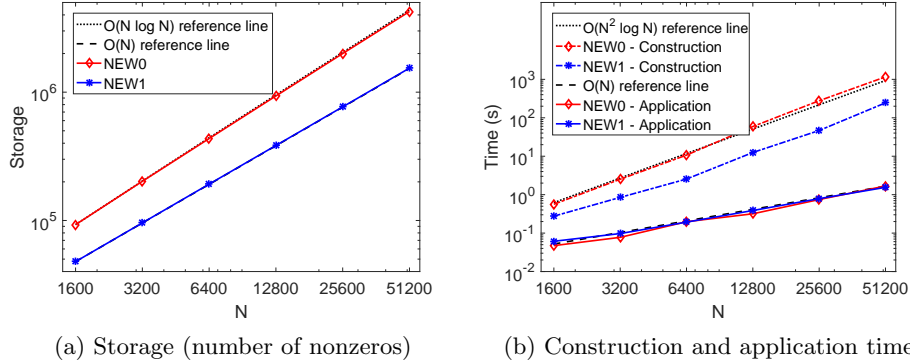 O(N log N) reference line
O(N) reference line
NEW0
NEW1
10^6
10^5
Storage
1600 3200 6400 12800 25600 51200
N
(a) Storage (number of nonzeros)
O(N^2 log N) reference line
NEW0 - Construction
NEW1 - Construction
O(N) reference line
NEW0 - Application
NEW1 - Application
10^3
10^2
10^1
10^0
10^-1
10^-2
Time (s)
1600 3200 6400 12800 25600 51200
N
(b) Construction and application time